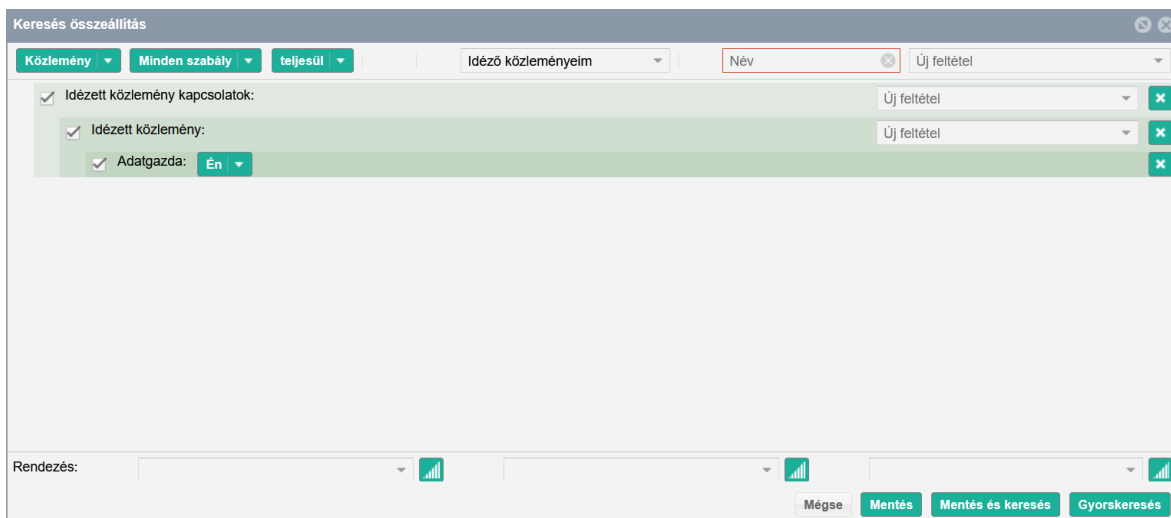 Keresés összeállítás
Közlemény Minden szabály teljesül Idéző közleményeim Név Új feltétel
Idézett közlemény kapcsolatok: Új feltétel
Idézett közlemény: Új feltétel
Adatgazda: Én
Rendezés:
Mégse Mentés Mentés és keresés Gyorskeresés